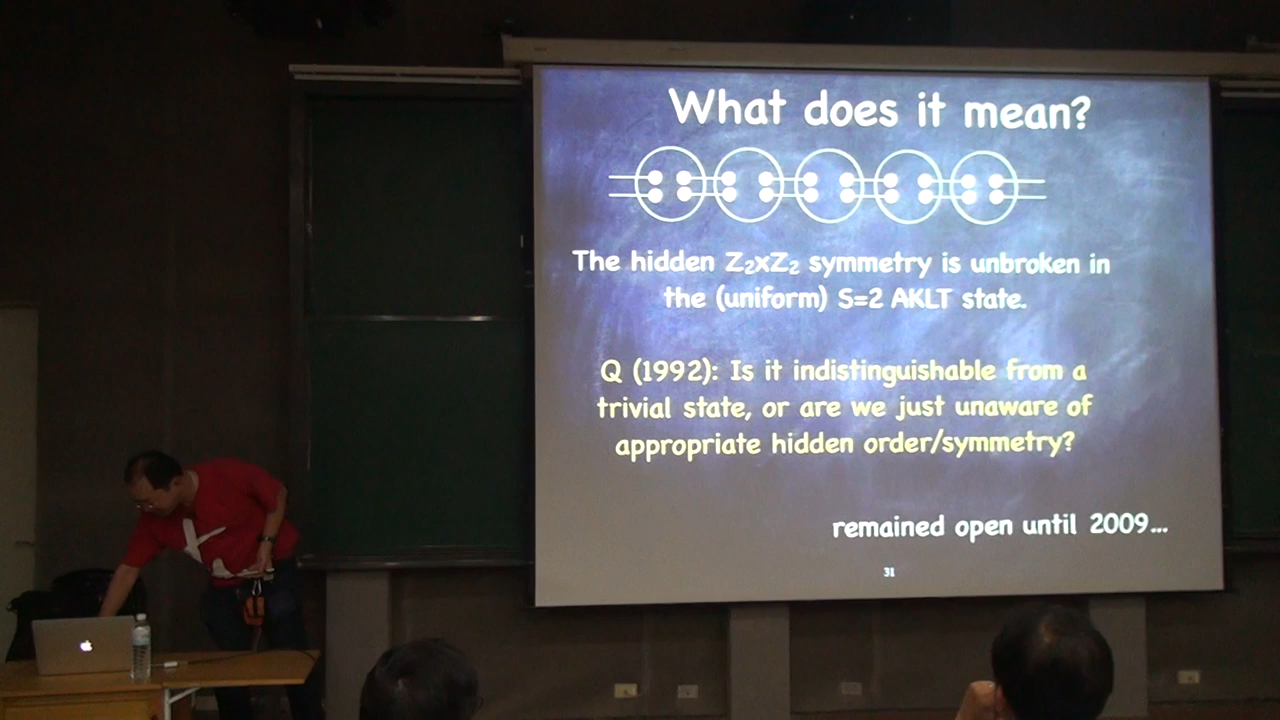 What does it mean?
The hidden Z₂xZ₂ symmetry is unbroken in
the (uniform) S=2 AKLT state.
Q (1992): Is it indistinguishable from a
trivial state, or are we just unaware of
appropriate hidden order/symmetry?
remained open until 2009...
31